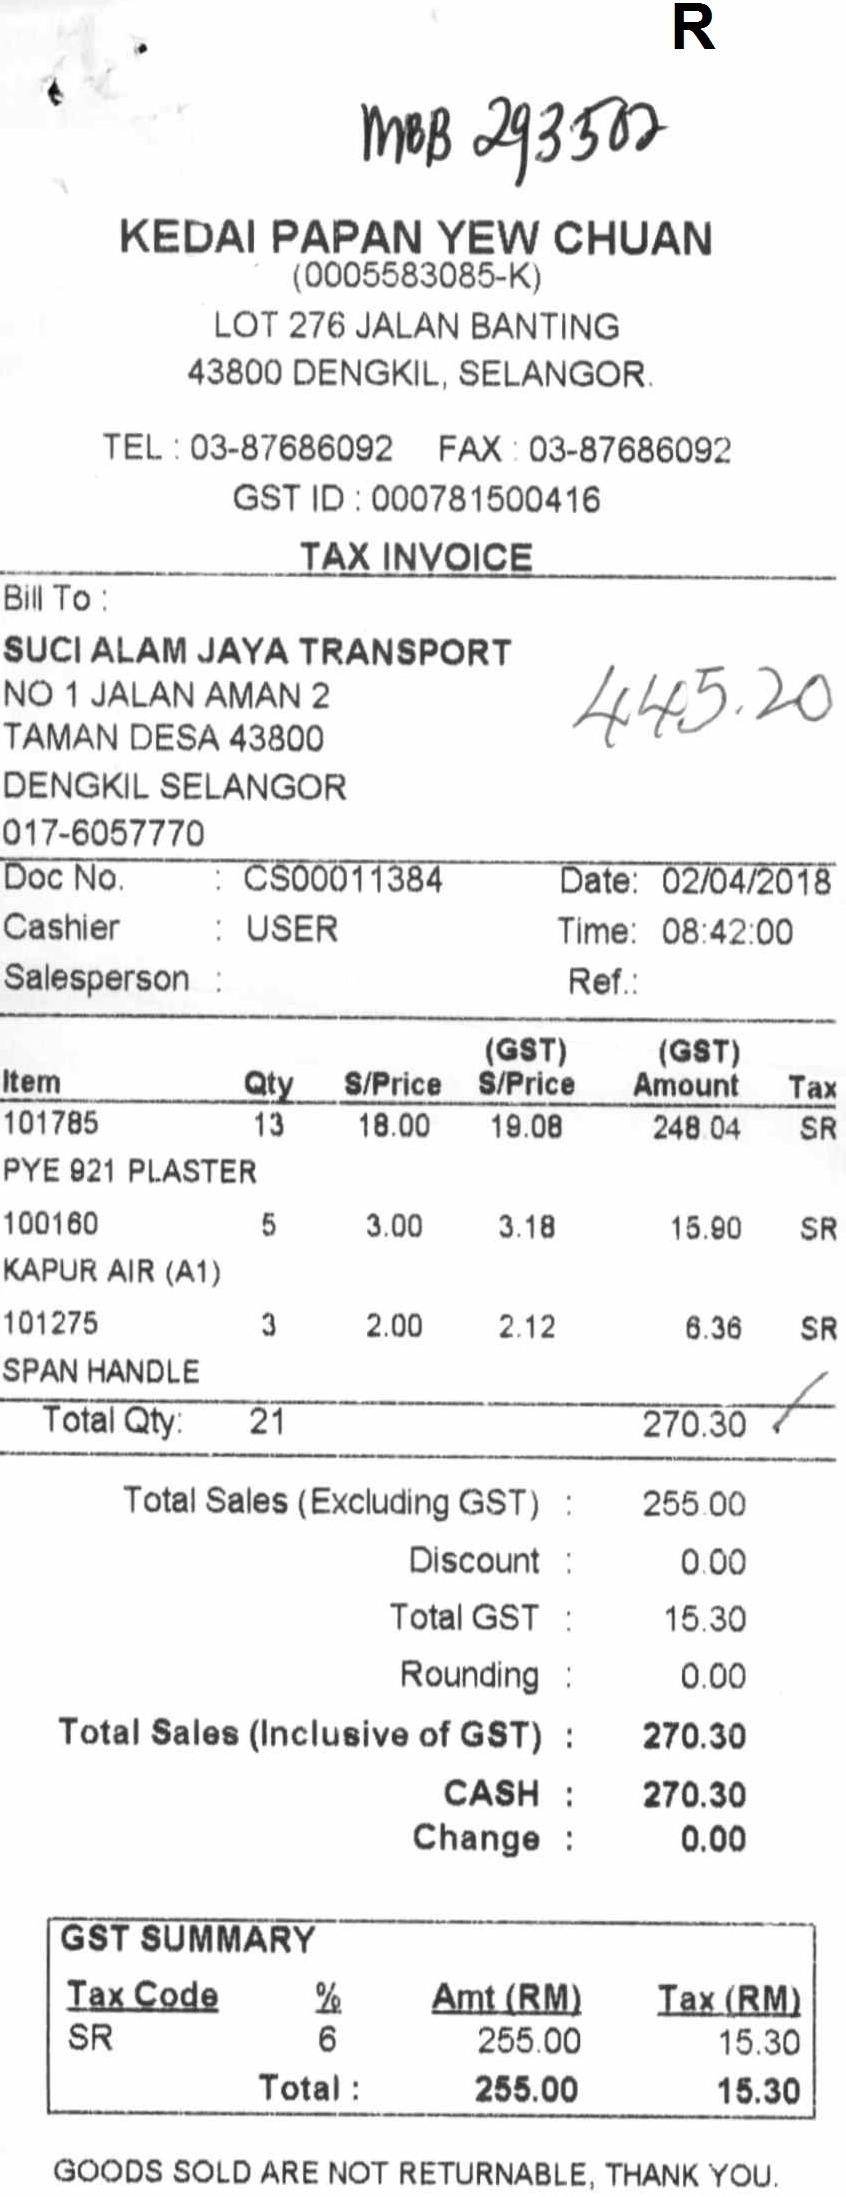 R
MBB 293502
KEDAI PAPAN YEW CHUAN
(0005583085-K)
LOT 276 JALAN BANTING
43800 DENGKIL, SELANGOR.
TEL : 03-87686092 FAX : 03-87686092
GST ID : 000781500416
TAX INVOICE
Bill To :
SUCI ALAM JAYA TRANSPORT
NO 1 JALAN AMAN 2
445.20
TAMAN DESA 43800
DENGKIL SELANGOR
017-6057770
Doc No. : CS00011384 Date: 02/04/2018
Cashier : USER Time: 08:42:00
Salesperson : Ref.:
(GST) (GST)
Item Qty S/Price S/Price Amount Tax
101785 13 18.00 19.08 248.04 SR
PYE 921 PLASTER
100160 5 3.00 3.18 15.90 SR
KAPUR AIR (A1)
101275 3 2.00 2.12 6.36 SR
SPAN HANDLE
Total Qty: 21 270.30
Total Sales (Excluding GST) : 255.00
Discount : 0.00
Total GST : 15.30
Rounding : 0.00
Total Sales (Inclusive of GST) : 270.30
CASH : 270.30
Change : 0.00
GST SUMMARY
Tax Code % Amt (RM) Tax (RM)
SR 6 255.00 15.30
Total : 255.00 15.30
GOODS SOLD ARE NOT RETURNABLE, THANK YOU.